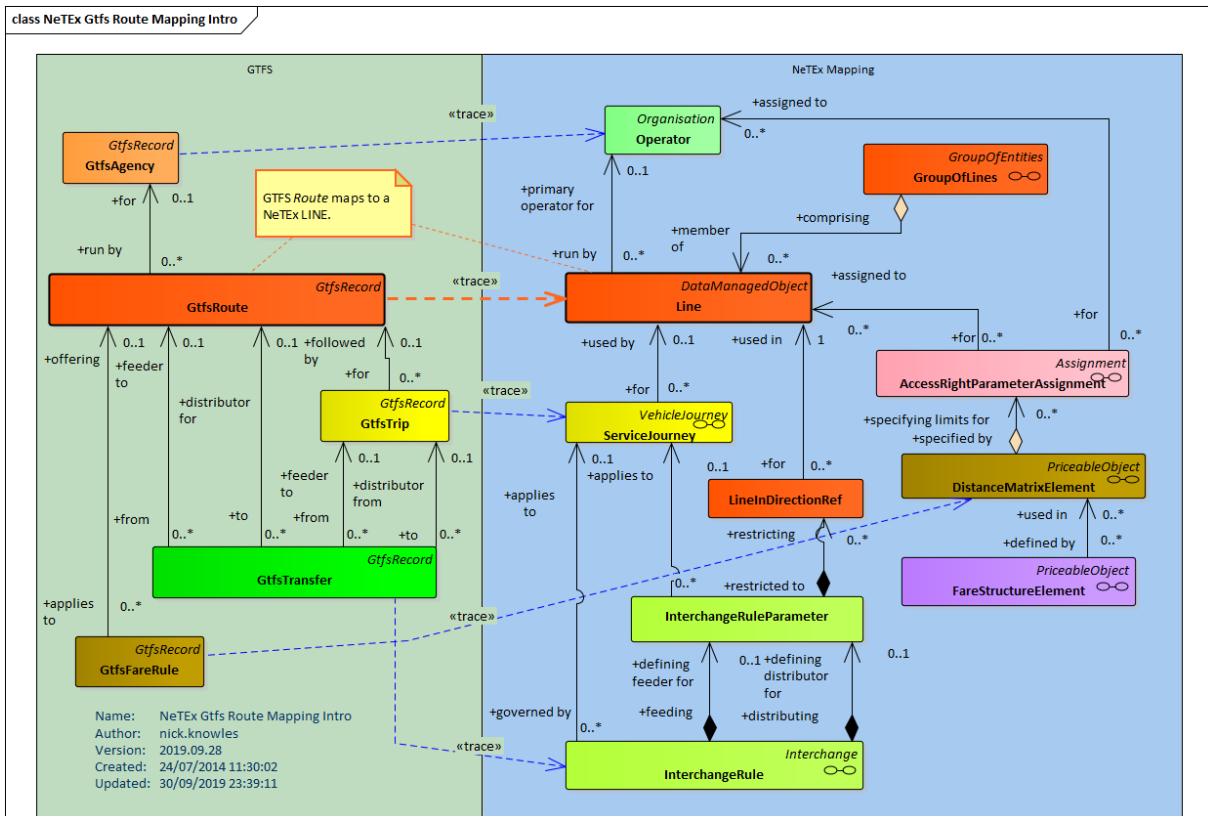 class NeTEx Gtfs Route Mapping Intro
GTFS
NeTEx Mapping
«trace»
+assigned to
0..*
Organisation
Operator
GtfsRecord
GtfsAgency
GroupOfEntities
GroupOfLines
0..1
+for
0..1
+primary
operator for
GTFS Route maps to a
NeTEx LINE.
+comprising
+member
of
+run by
0..*
+run by
0..*
0..*
+assigned to
GtfsRecord
GtfsRoute
«trace»
DataManagedObject
Line
0..*
+for
+offering
0..1
+feeder
to
0..1
0..1
+followed
by
0..1
+used by
0..1
+used in
1
+for
0..*
0..*
Assignment
AccessRightParameterAssignment
+for
0..*
+for
0..*
+distributor
for
GtfsRecord
GtfsTrip
«trace»
VehicleJourney
ServiceJourney
+specifying limits for
0..*
+specified by
0..1
0..1
+feeder
to
+distributor
from
0..1
+applies to
0..1
+for
0..*
+applies
to
PriceableObject
DistanceMatrixElement
LineInDirectionRef
+from
+to
+from
+to
0..*
0..*
0..*
0..*
+used in
0..*
+restricting
0..*
+defined by
0..*
GtfsRecord
GtfsTransfer
PriceableObject
FareStructureElement
0..*
+restricted to
+applies
to
0..*
«trace»
InterchangeRuleParameter
GtfsRecord
GtfsFareRule
+defining
feeder for
0..1
+defining
distributor
for
0..1
+governed by
0..*
+feeding
+distributing
Name: NeTEx Gtfs Route Mapping Intro
Author: nick.knowles
Version: 2019.09.28
Created: 24/07/2014 11:30:02
Updated: 30/09/2019 23:39:11
«trace»
Interchange
InterchangeRule